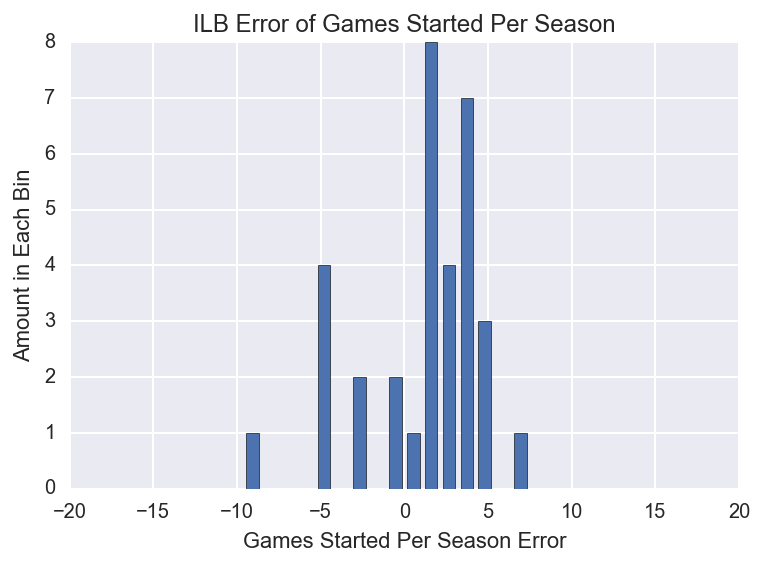 ILB Error of Games Started Per Season
8
7
6
5
4
3
2
1
0
Amount in Each Bin
−20 −15 −10 −5 0 5 10 15 20
Games Started Per Season Error